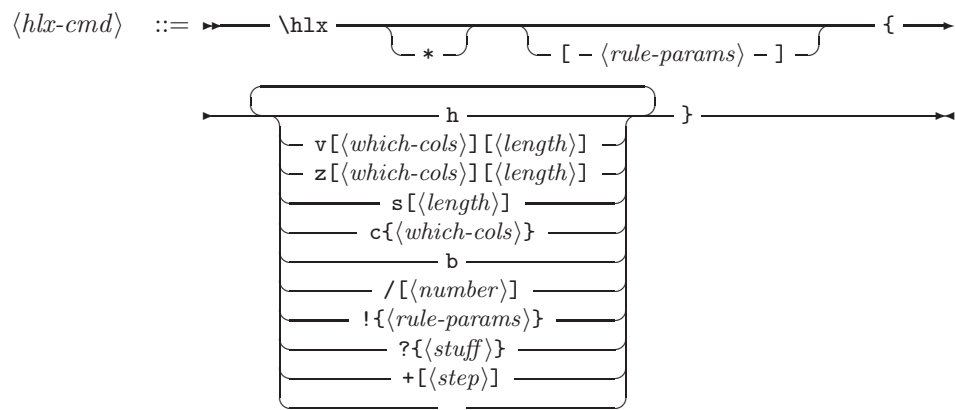 ⟨hlx-cmd⟩ ::= \hlx * [ ⟨rule-params⟩ ] {
h }
v[⟨which-cols⟩][⟨length⟩]
z[⟨which-cols⟩][⟨length⟩]
s[⟨length⟩]
c{⟨which-cols⟩}
b
/[⟨number⟩]
!{⟨rule-params⟩}
?{⟨stuff⟩}
+[⟨step⟩]